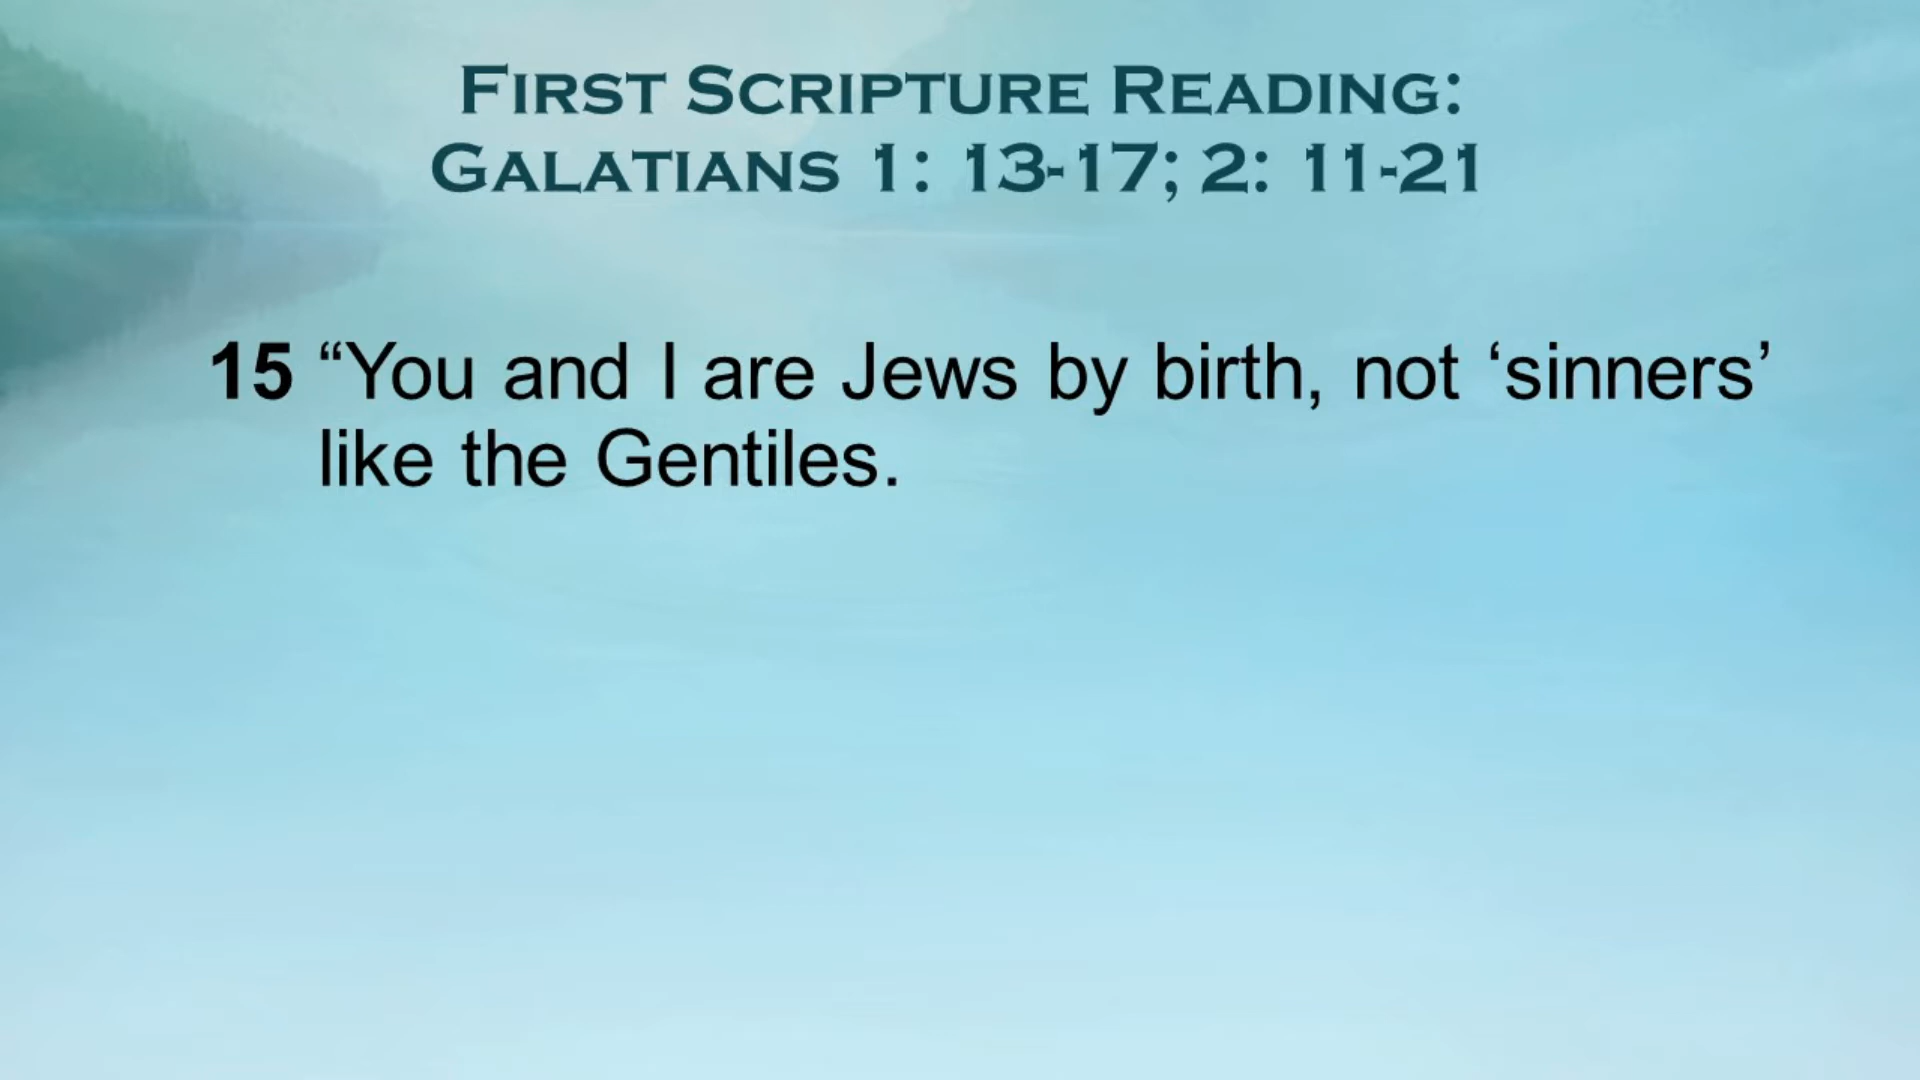 First Scripture Reading:
Galatians 1: 13-17; 2: 11-21
15 “You and I are Jews by birth, not ‘sinners’
like the Gentiles.